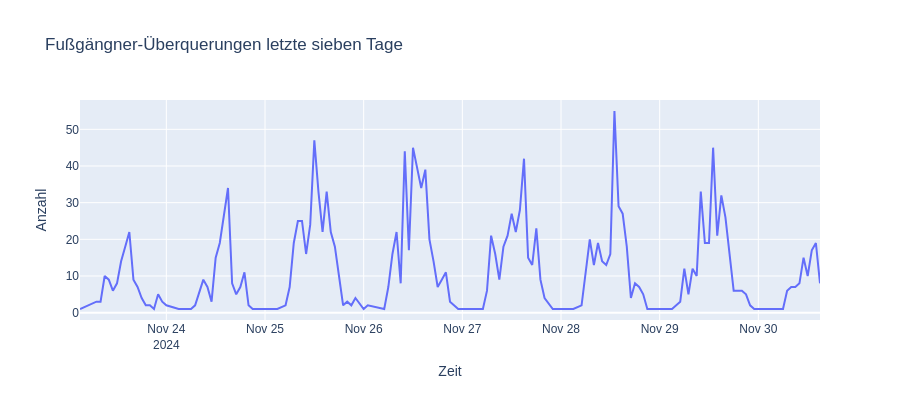 Fußgängner-Überquerungen letzte sieben Tage
Anzahl
50
40
30
20
10
0
Nov 24 Nov 25 Nov 26 Nov 27 Nov 28 Nov 29 Nov 30
2024
Zeit